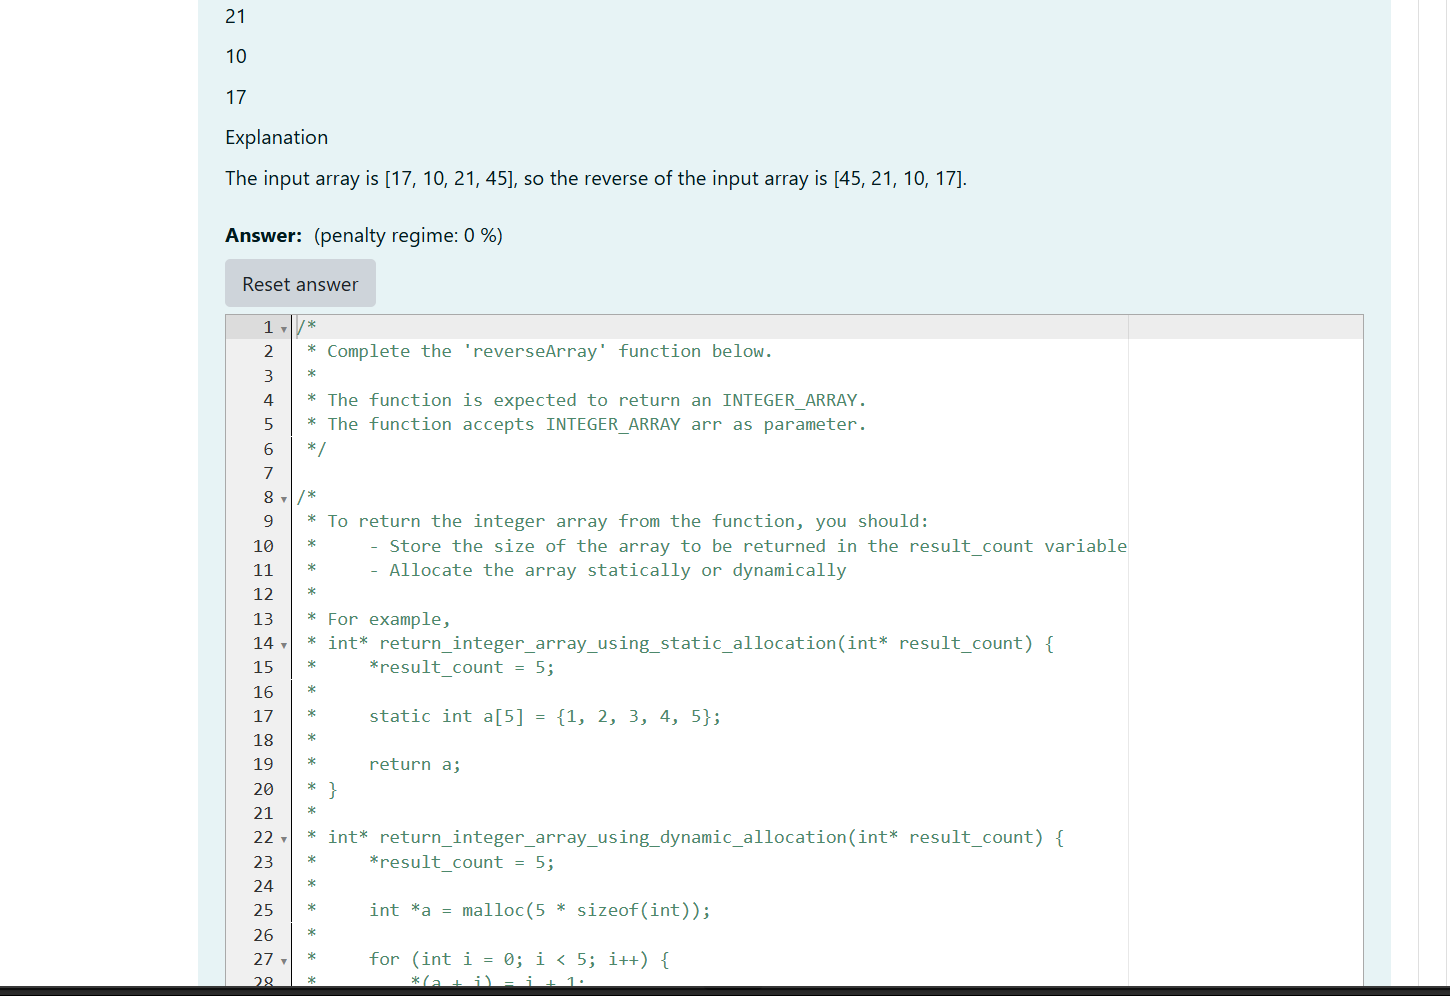 21
10
17
Explanation
The input array is [17, 10, 21, 45], so the reverse of the input array is [45, 21, 10, 17].
Answer: (penalty regime: 0 %)
Reset answer
1 /*
2 * Complete the 'reverseArray' function below.
3 *
4 * The function is expected to return an INTEGER_ARRAY.
5 * The function accepts INTEGER_ARRAY arr as parameter.
6 */
7
8 /*
9 * To return the integer array from the function, you should:
10 *     - Store the size of the array to be returned in the result_count variable
11 *     - Allocate the array statically or dynamically
12 *
13 * For example,
14 * int* return_integer_array_using_static_allocation(int* result_count) {
15 *     *result_count = 5;
16 *
17 *     static int a[5] = {1, 2, 3, 4, 5};
18 *
19 *     return a;
20 * }
21 *
22 * int* return_integer_array_using_dynamic_allocation(int* result_count) {
23 *     *result_count = 5;
24 *
25 *     int *a = malloc(5 * sizeof(int));
26 *
27 *     for (int i = 0; i < 5; i++) {
28 *         *(a + i) = i + 1;